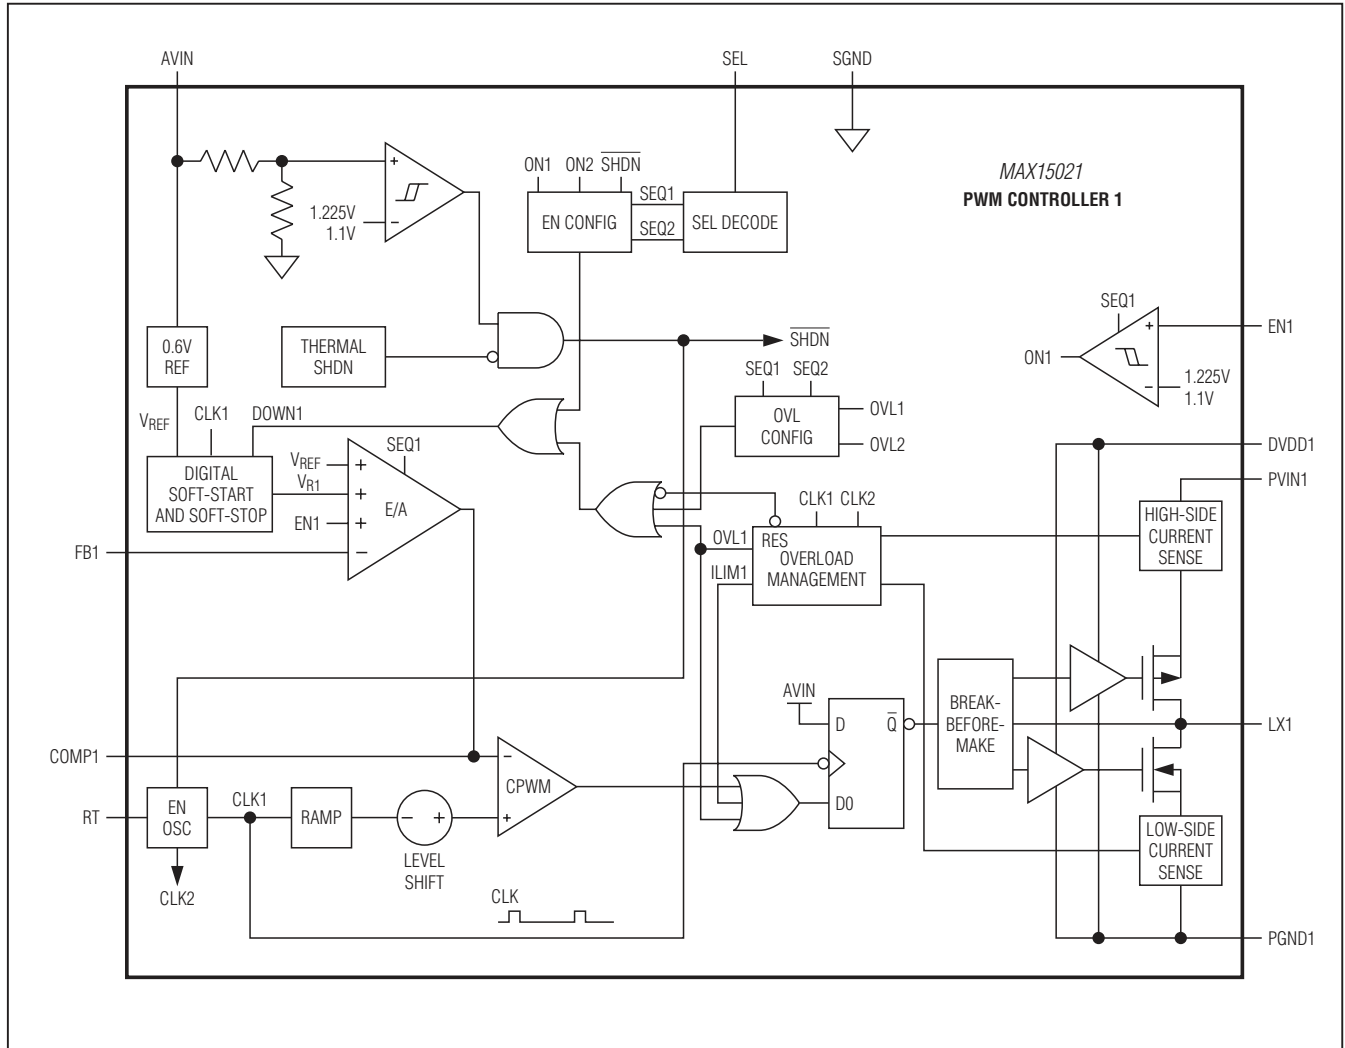 AVIN
SEL
SGND
MAX15021
PWM CONTROLLER 1
+
1.225V
1.1V
−
ON1
ON2
S̅H̅D̅N̅
EN CONFIG
SEQ1
SEQ2
SEL DECODE
0.6V
REF
THERMAL
SHDN
S̅H̅D̅N̅
SEQ1
+
EN1
ON1
−
1.225V
1.1V
SEQ1
SEQ2
OVL
CONFIG
OVL1
OVL2
VREF
CLK1
DOWN1
DIGITAL
SOFT-START
AND SOFT-STOP
VREF
VR1
EN1
SEQ1
+
+
+
−
E/A
FB1
DVDD1
PVIN1
HIGH-SIDE
CURRENT
SENSE
CLK1
CLK2
OVL1
ILIM1
RES
OVERLOAD
MANAGEMENT
AVIN
D
Q̅
D0
BREAK-
BEFORE-
MAKE
LX1
COMP1
−
CPWM
+
RT
EN
OSC
CLK1
RAMP
− +
LEVEL
SHIFT
CLK2
CLK
LOW-SIDE
CURRENT
SENSE
PGND1